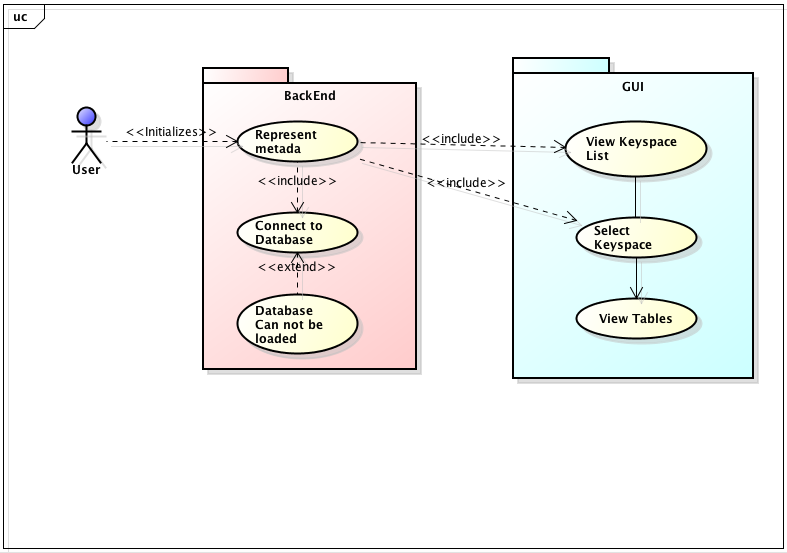 uc
BackEnd
GUI
<<Initializes>>
Represent
metada
<<include>>
View Keyspace
List
User
<<include>>
<<include>>
Connect to
Database
Select
Keyspace
<<extend>>
Database
Can not be
loaded
View Tables